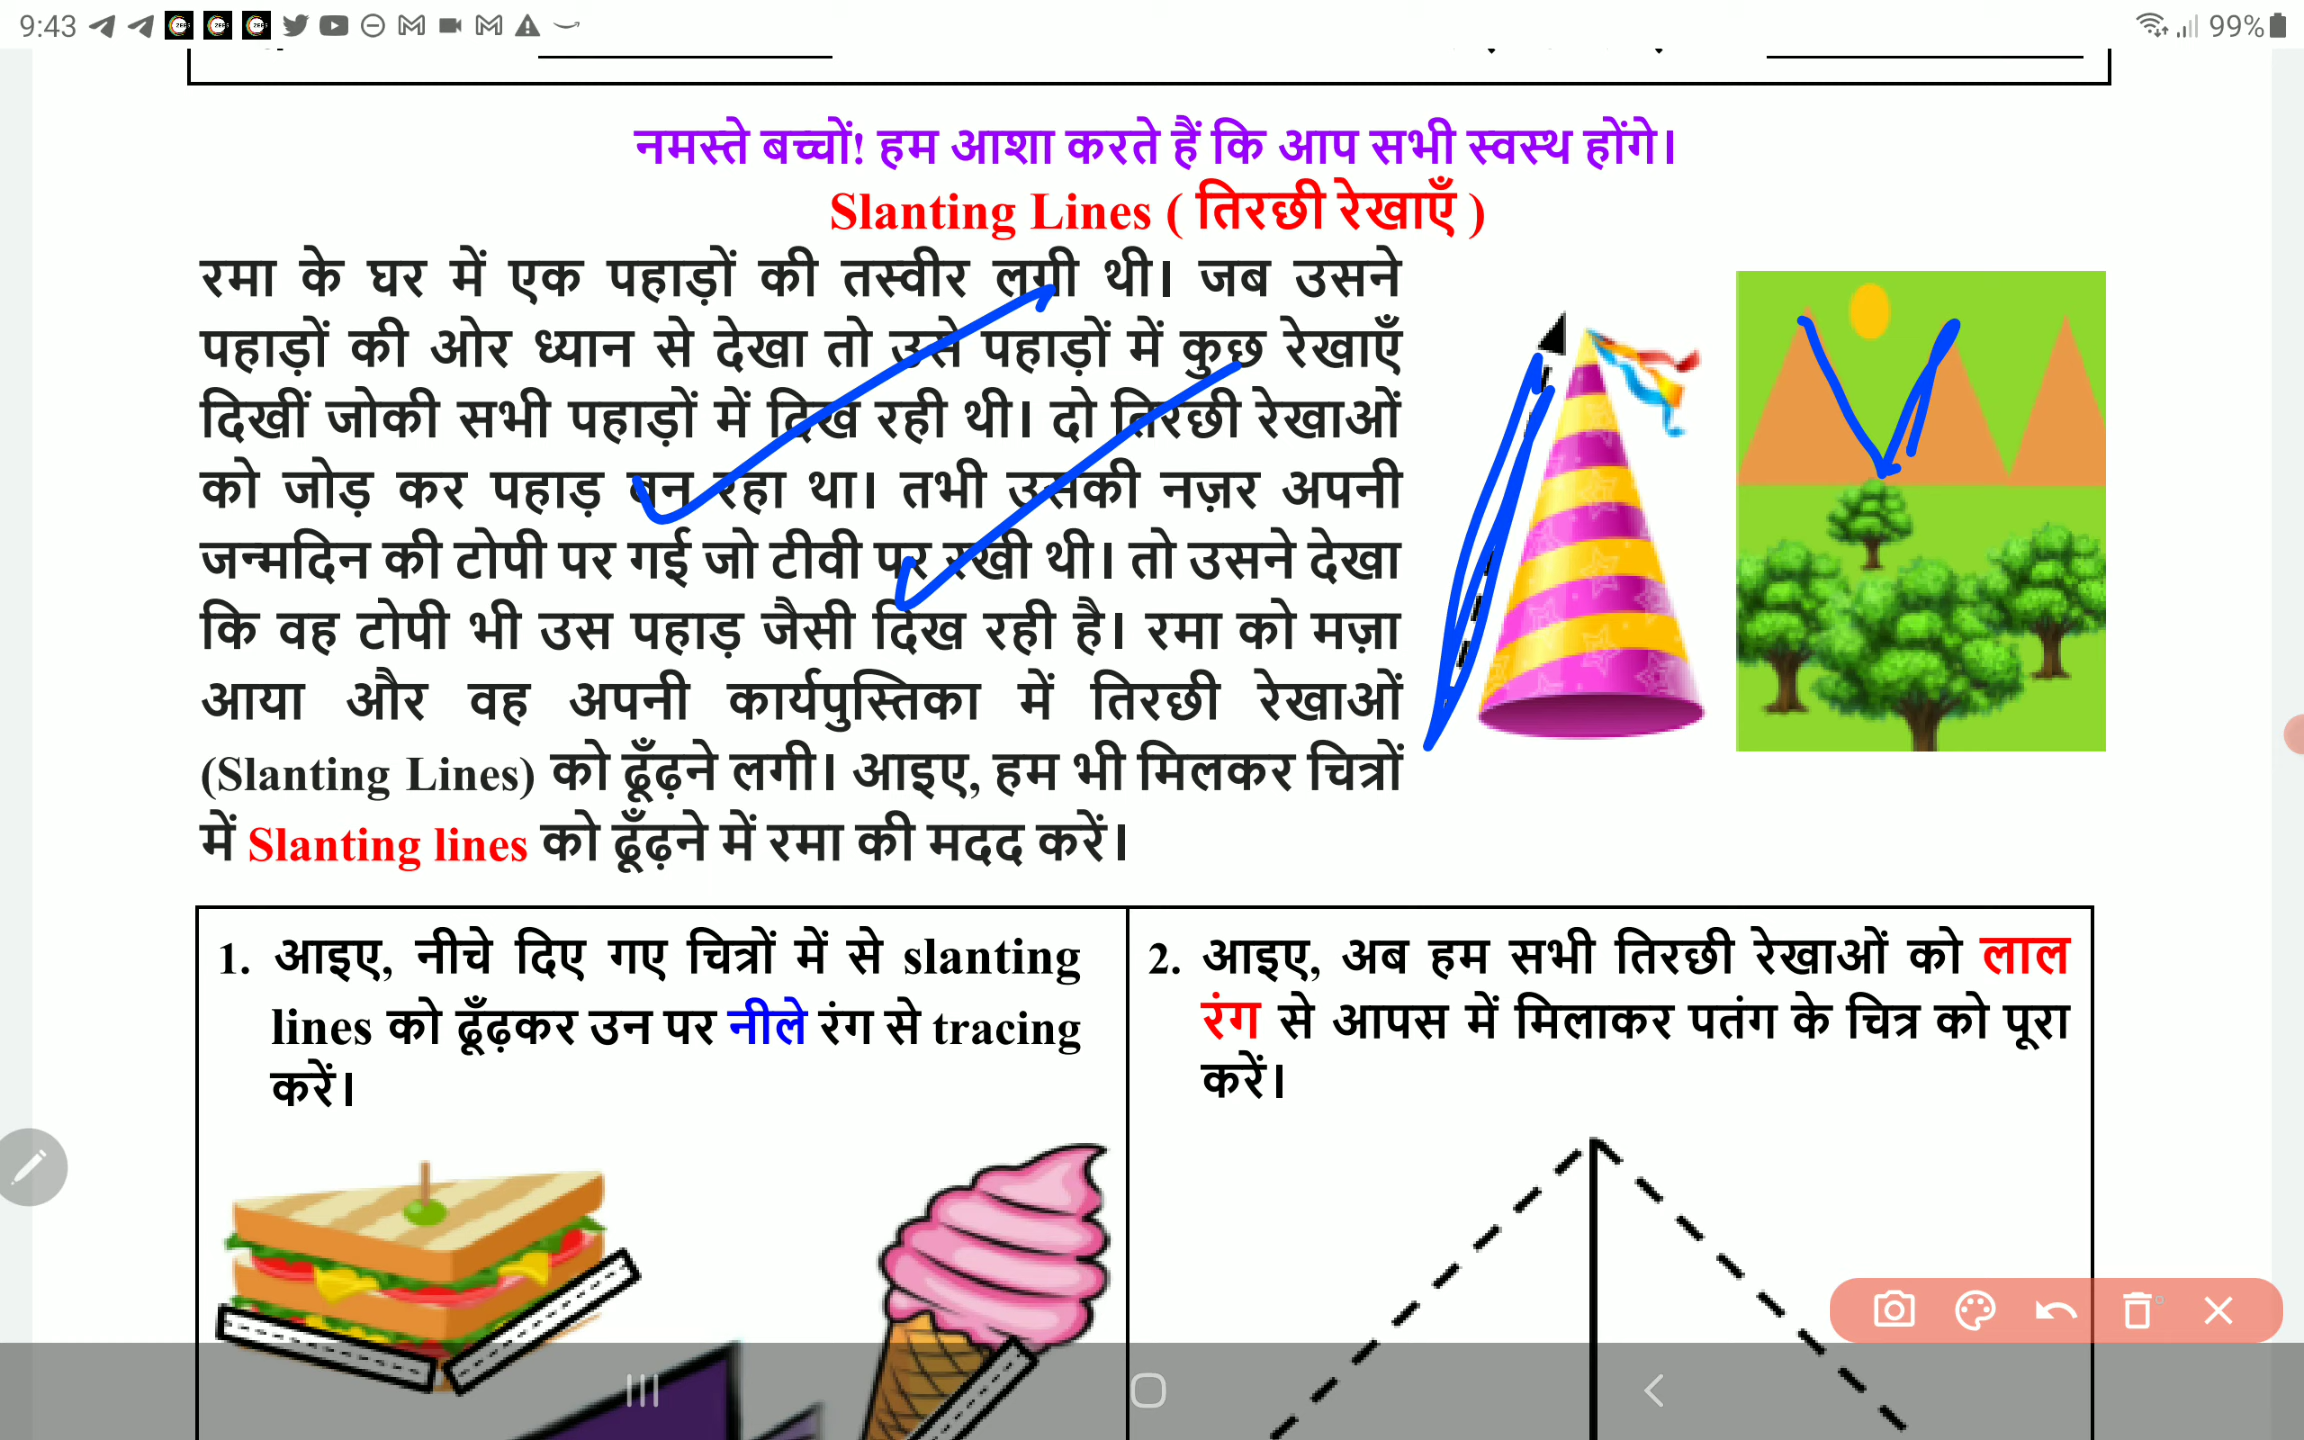 9:43
99%
नमस्ते बच्चों! हम आशा करते हैं कि आप सभी स्वस्थ होंगे।
Slanting Lines ( तिरछी रेखाएँ )
रमा के घर में एक पहाड़ों की तस्वीर लगी थी। जब उसने
पहाड़ों की ओर ध्यान से देखा तो उसे पहाड़ों में कुछ रेखाएँ
दिखीं जोकी सभी पहाड़ों में दिख रही थी। दो तिरछी रेखाओं
को जोड़ कर पहाड़ बन रहा था। तभी उसकी नज़र अपनी
जन्मदिन की टोपी पर गई जो टीवी पर रखी थी। तो उसने देखा
कि वह टोपी भी उस पहाड़ जैसी दिख रही है। रमा को मज़ा
आया और वह अपनी कार्यपुस्तिका में तिरछी रेखाओं
(Slanting Lines) को ढूँढ़ने लगी। आइए, हम भी मिलकर चित्रों
में Slanting lines को ढूँढ़ने में रमा की मदद करें।
1. आइए, नीचे दिए गए चित्रों में से slanting
lines को ढूँढ़कर उन पर नीले रंग से tracing
करें।
2. आइए, अब हम सभी तिरछी रेखाओं को लाल
रंग से आपस में मिलाकर पतंग के चित्र को पूरा
करें।